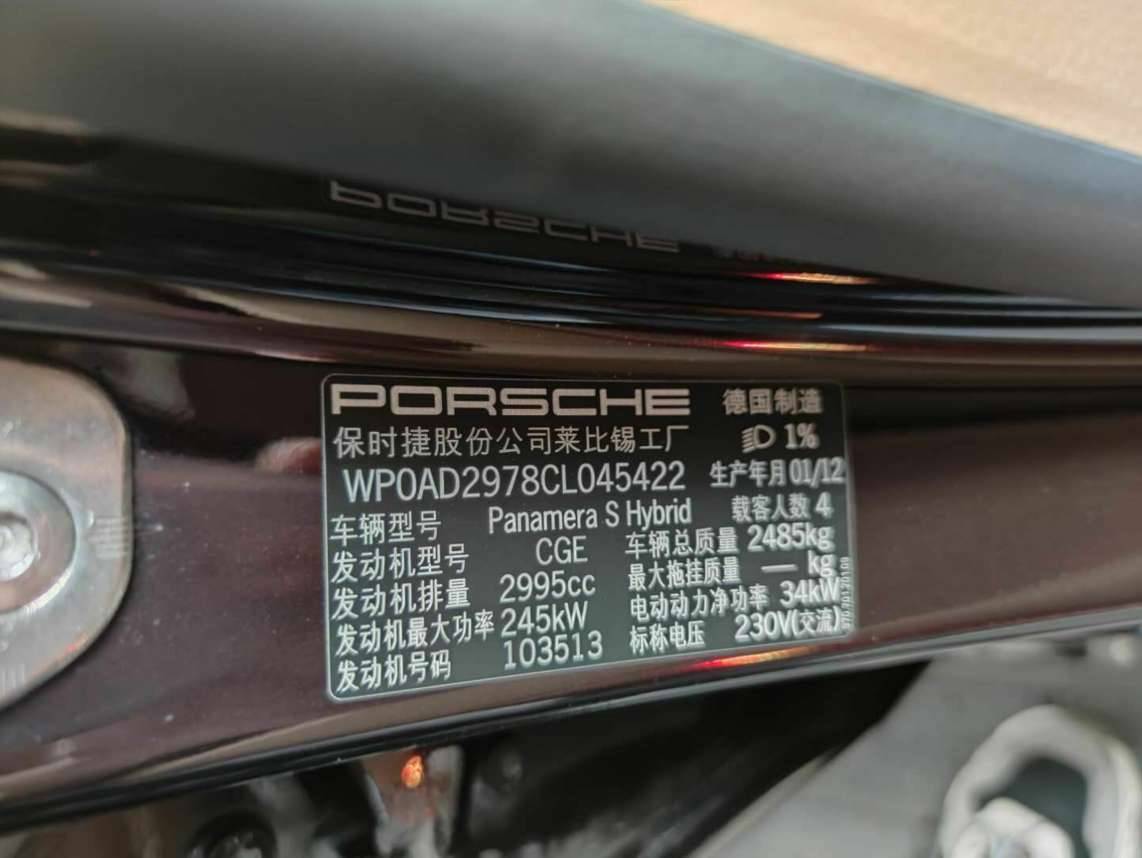 PORSCHE 德国制造
保时捷股份公司莱比锡工厂 1%
WP0AD2978CL045422 生产年月 01/12
车辆型号 Panamera S Hybrid 载客人数 4
发动机型号 CGE 车辆总质量 2485kg
发动机排量 2995cc 最大拖挂质量 — kg
发动机最大功率 245kW 电动动力净功率 34kW
发动机号码 103513 标称电压 230V(交流)